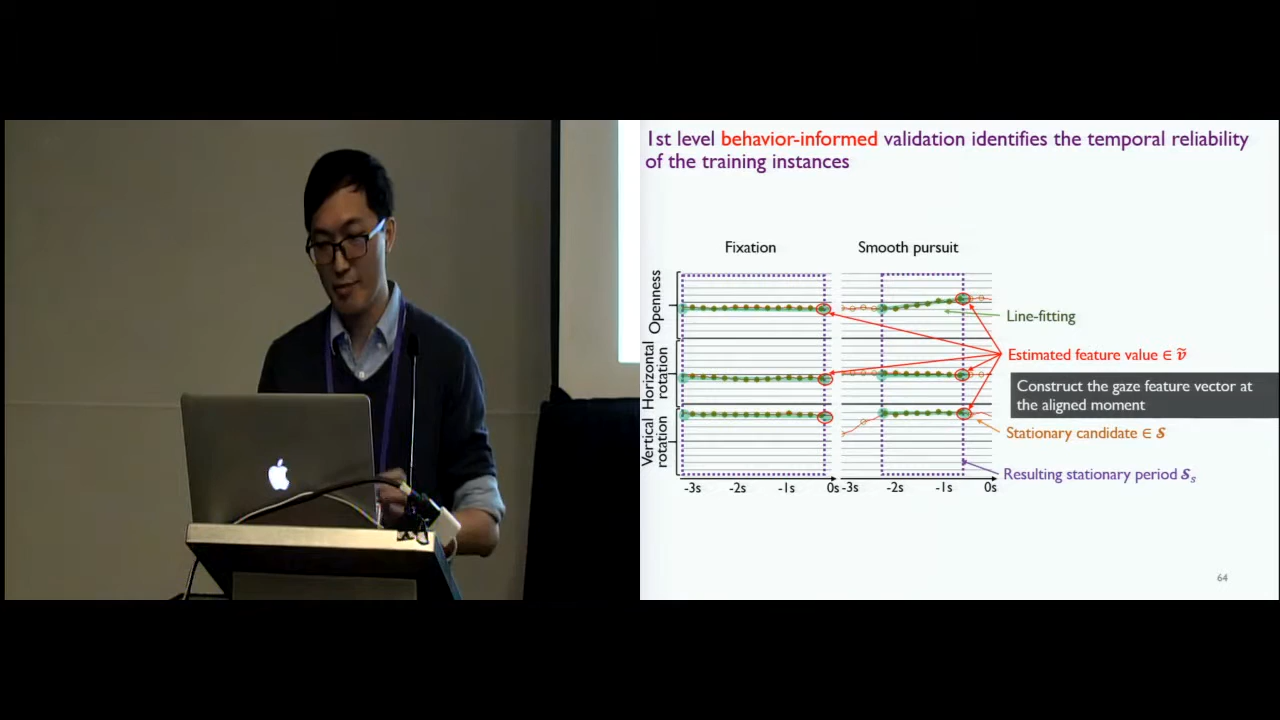 1st level behavior-informed validation identifies the temporal reliability
of the training instances
Fixation
Smooth pursuit
Openness
Horizontal
rotation
Vertical
rotation
Line-fitting
Estimated feature value ∈ ṽ
Construct the gaze feature vector at
the aligned moment
Stationary candidate ∈ S
Resulting stationary period Sₛ
-3s -2s -1s 0s -3s -2s -1s 0s
64